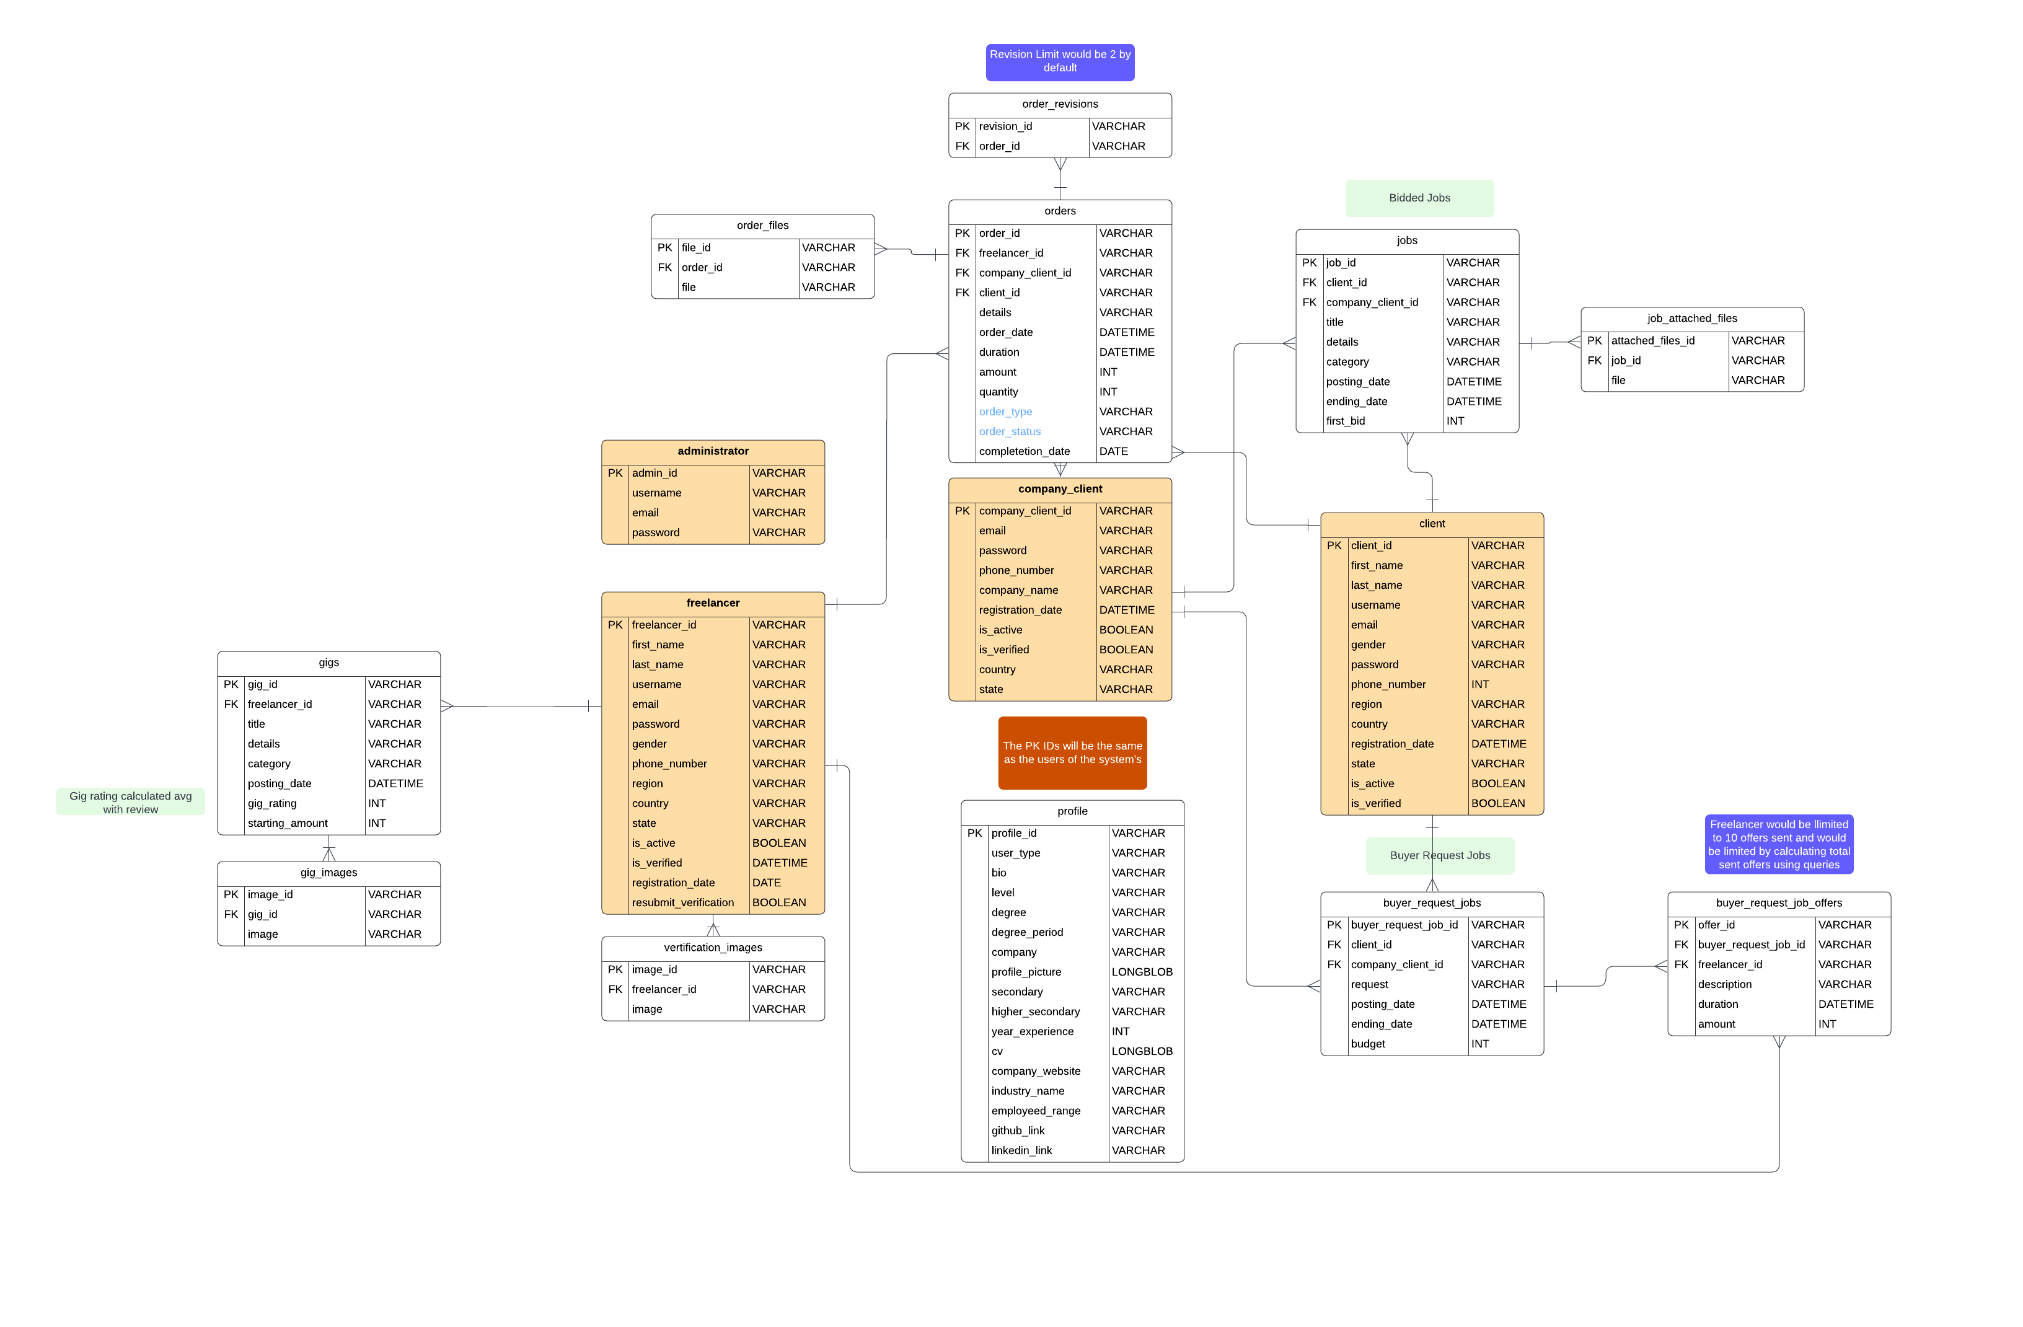 Revision Limit would be 2 by
default
order_revisions
PK revision_id VARCHAR
FK order_id VARCHAR
order_files
PK file_id VARCHAR
FK order_id VARCHAR
file VARCHAR
orders
PK order_id VARCHAR
FK freelancer_id VARCHAR
FK company_client_id VARCHAR
FK client_id VARCHAR
details VARCHAR
order_date DATETIME
duration DATETIME
amount INT
quantity INT
order_type VARCHAR
order_status VARCHAR
completetion_date DATE
Bidded Jobs
jobs
PK job_id VARCHAR
FK client_id VARCHAR
FK company_client_id VARCHAR
title VARCHAR
details VARCHAR
category VARCHAR
posting_date DATETIME
ending_date DATETIME
first_bid INT
job_attached_files
PK attached_files_id VARCHAR
FK job_id VARCHAR
file VARCHAR
administrator
PK admin_id VARCHAR
username VARCHAR
email VARCHAR
password VARCHAR
company_client
PK company_client_id VARCHAR
email VARCHAR
password VARCHAR
phone_number VARCHAR
company_name VARCHAR
registration_date DATETIME
is_active BOOLEAN
is_verified BOOLEAN
country VARCHAR
state VARCHAR
client
PK client_id VARCHAR
first_name VARCHAR
last_name VARCHAR
username VARCHAR
email VARCHAR
gender VARCHAR
password VARCHAR
phone_number INT
region VARCHAR
country VARCHAR
registration_date DATETIME
state VARCHAR
is_active BOOLEAN
is_verified BOOLEAN
freelancer
PK freelancer_id VARCHAR
first_name VARCHAR
last_name VARCHAR
username VARCHAR
email VARCHAR
password VARCHAR
gender VARCHAR
phone_number VARCHAR
region VARCHAR
country VARCHAR
state VARCHAR
is_active BOOLEAN
is_verified DATETIME
registration_date DATE
resubmit_verification BOOLEAN
gigs
PK gig_id VARCHAR
FK freelancer_id VARCHAR
title VARCHAR
details VARCHAR
category VARCHAR
posting_date DATETIME
gig_rating INT
starting_amount INT
Gig rating calculated avg
with review
gig_images
PK image_id VARCHAR
FK gig_id VARCHAR
image VARCHAR
vertification_images
PK image_id VARCHAR
FK freelancer_id VARCHAR
image VARCHAR
The PK IDs will be the same
as the users of the system's
profile
PK profile_id VARCHAR
user_type VARCHAR
bio VARCHAR
level VARCHAR
degree VARCHAR
degree_period VARCHAR
company VARCHAR
profile_picture LONGBLOB
secondary VARCHAR
higher_secondary VARCHAR
year_experience INT
cv LONGBLOB
company_website VARCHAR
industry_name VARCHAR
employeed_range VARCHAR
github_link VARCHAR
linkedin_link VARCHAR
Buyer Request Jobs
buyer_request_jobs
PK buyer_request_job_id VARCHAR
FK client_id VARCHAR
FK company_client_id VARCHAR
request VARCHAR
posting_date DATETIME
ending_date DATETIME
budget INT
Freelancer would be llimited
to 10 offers sent and would
be limited by calculating total
sent offers using queries
buyer_request_job_offers
PK offer_id VARCHAR
FK buyer_request_job_id VARCHAR
FK freelancer_id VARCHAR
description VARCHAR
duration DATETIME
amount INT